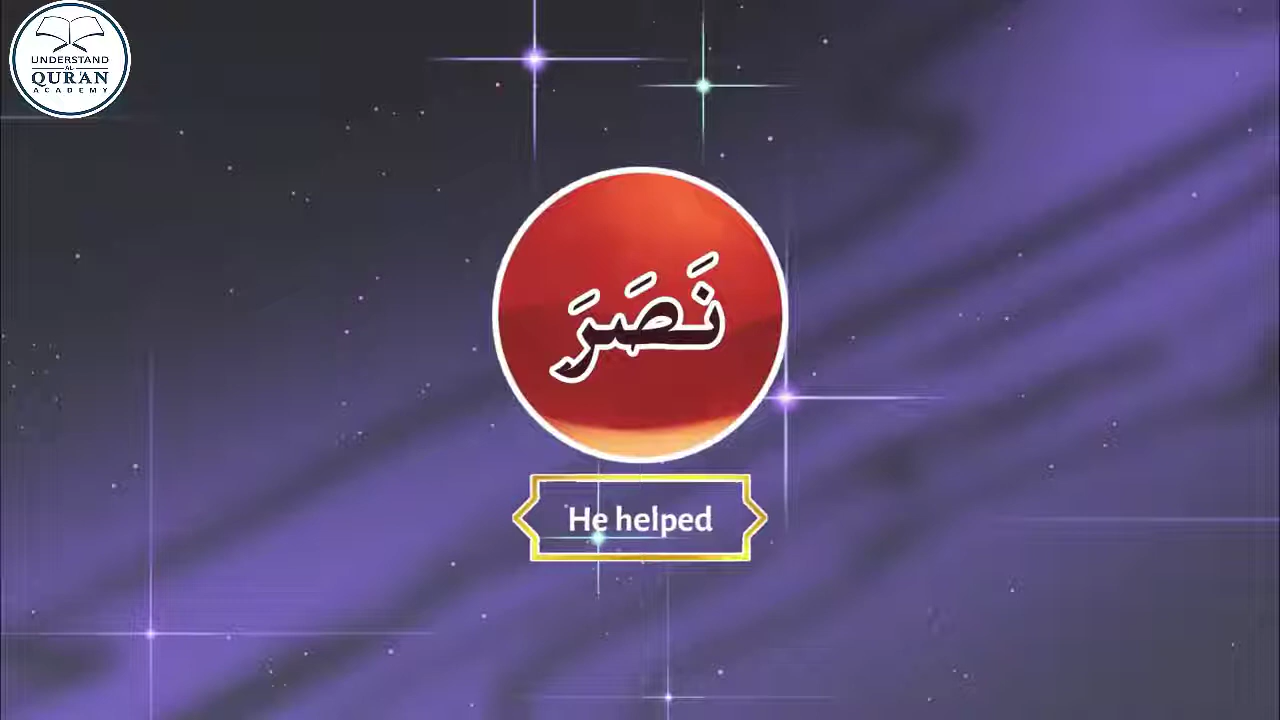 UNDERSTAND
AL
QURAN
ACADEMY
نَصَرَ
He helped